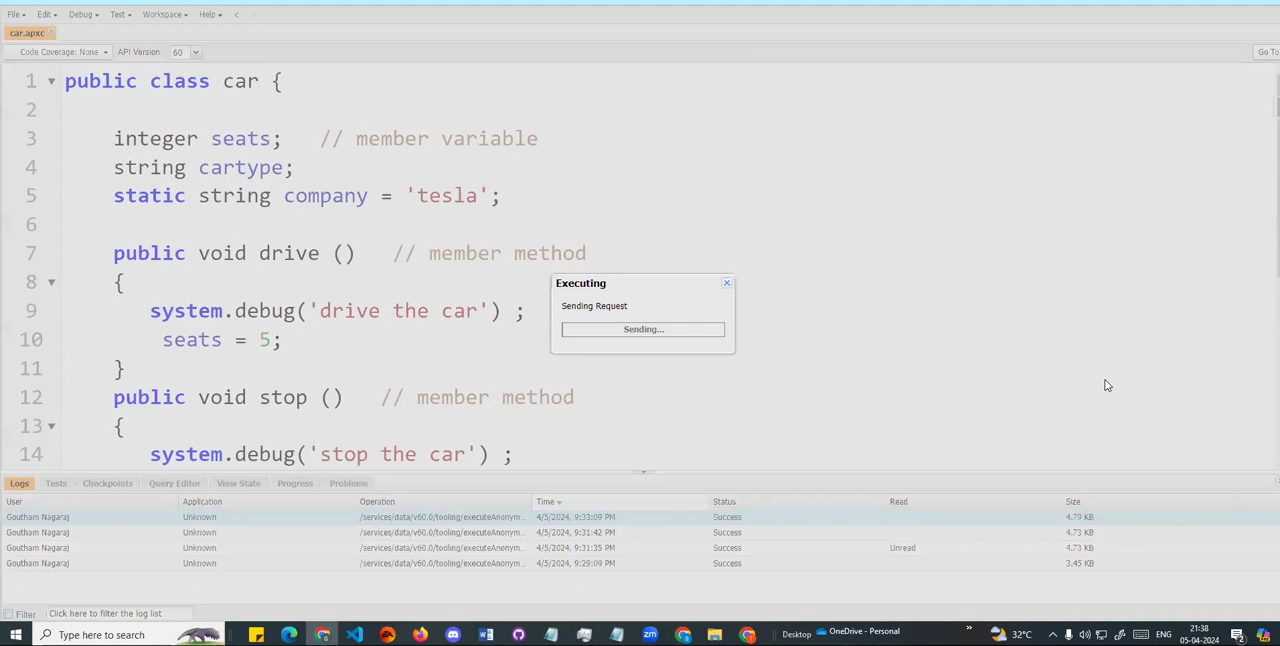 File Edit Debug Test Workspace Help <
car.apxc
Code Coverage: None API Version: 60 Go To
1 public class car {
2
3 integer seats; // member variable
4 string cartype;
5 static string company = 'tesla';
6
7 public void drive () // member method
8 {
9 system.debug('drive the car') ;
10 seats = 5;
11 }
12 public void stop () // member method
13 {
14 system.debug('stop the car') ;
Executing
Sending Request
Sending...
Logs Tests Checkpoints Query Editor View State Progress Problems
User Application Operation Time Status Read Size
Goutham Nagaraj Unknown /services/data/v60.0/tooling/executeAnonym... 4/5/2024, 9:33:09 PM Success 4.79 KB
Goutham Nagaraj Unknown /services/data/v60.0/tooling/executeAnonym... 4/5/2024, 9:31:42 PM Success 4.73 KB
Goutham Nagaraj Unknown /services/data/v60.0/tooling/executeAnonym... 4/5/2024, 9:31:35 PM Success Unread 4.73 KB
Goutham Nagaraj Unknown /services/data/v60.0/tooling/executeAnonym... 4/5/2024, 9:29:09 PM Success 3.45 KB
Filter Click here to filter the log list
Type here to search Desktop OneDrive - Personal » 32°C ENG 21:38
05-04-2024